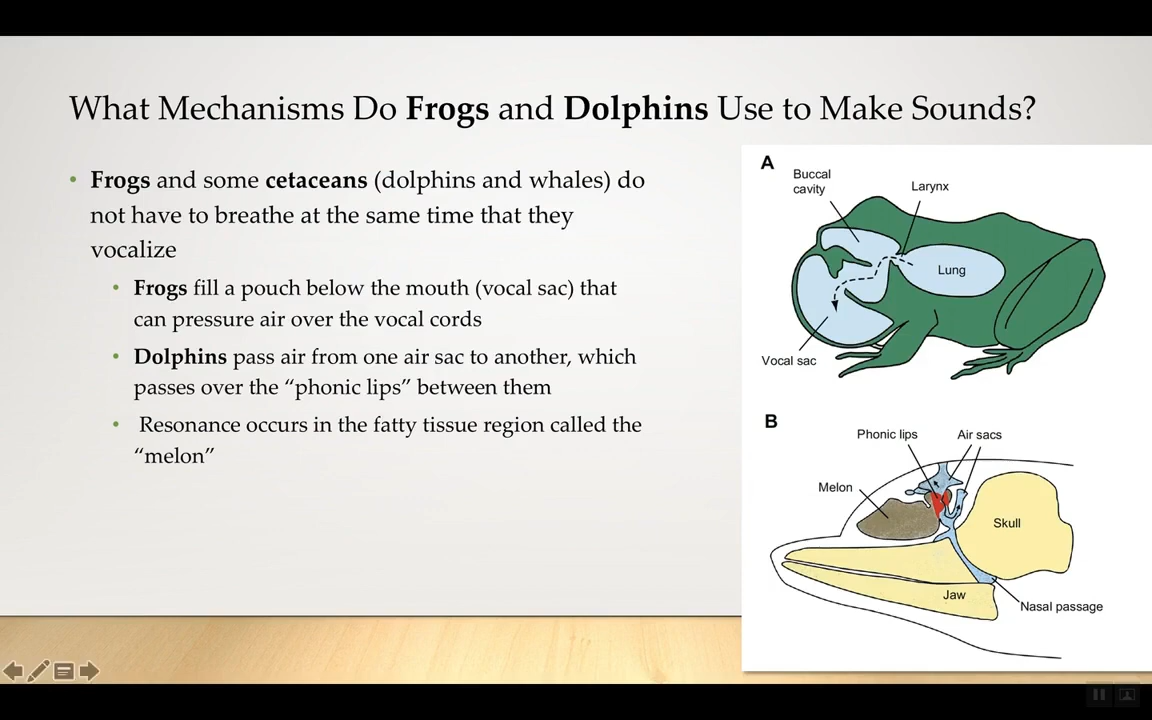 What Mechanisms Do Frogs and Dolphins Use to Make Sounds?
• Frogs and some cetaceans (dolphins and whales) do
not have to breathe at the same time that they
vocalize
• Frogs fill a pouch below the mouth (vocal sac) that
can pressure air over the vocal cords
• Dolphins pass air from one air sac to another, which
passes over the “phonic lips” between them
• Resonance occurs in the fatty tissue region called the
“melon”
A
Buccal
cavity
Larynx
Lung
Vocal sac
B
Phonic lips
Air sacs
Melon
Skull
Jaw
Nasal passage